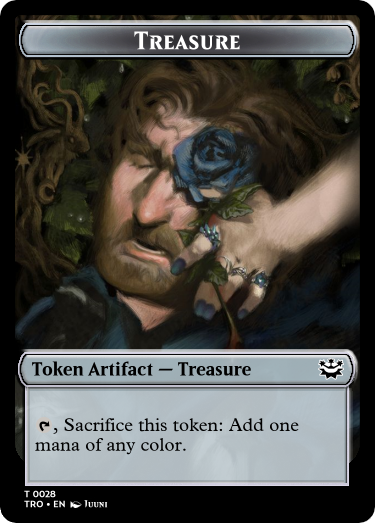 TREASURE
Token Artifact — Treasure
, Sacrifice this token: Add one
mana of any color.
T 0028
TRO • EN JUUNI